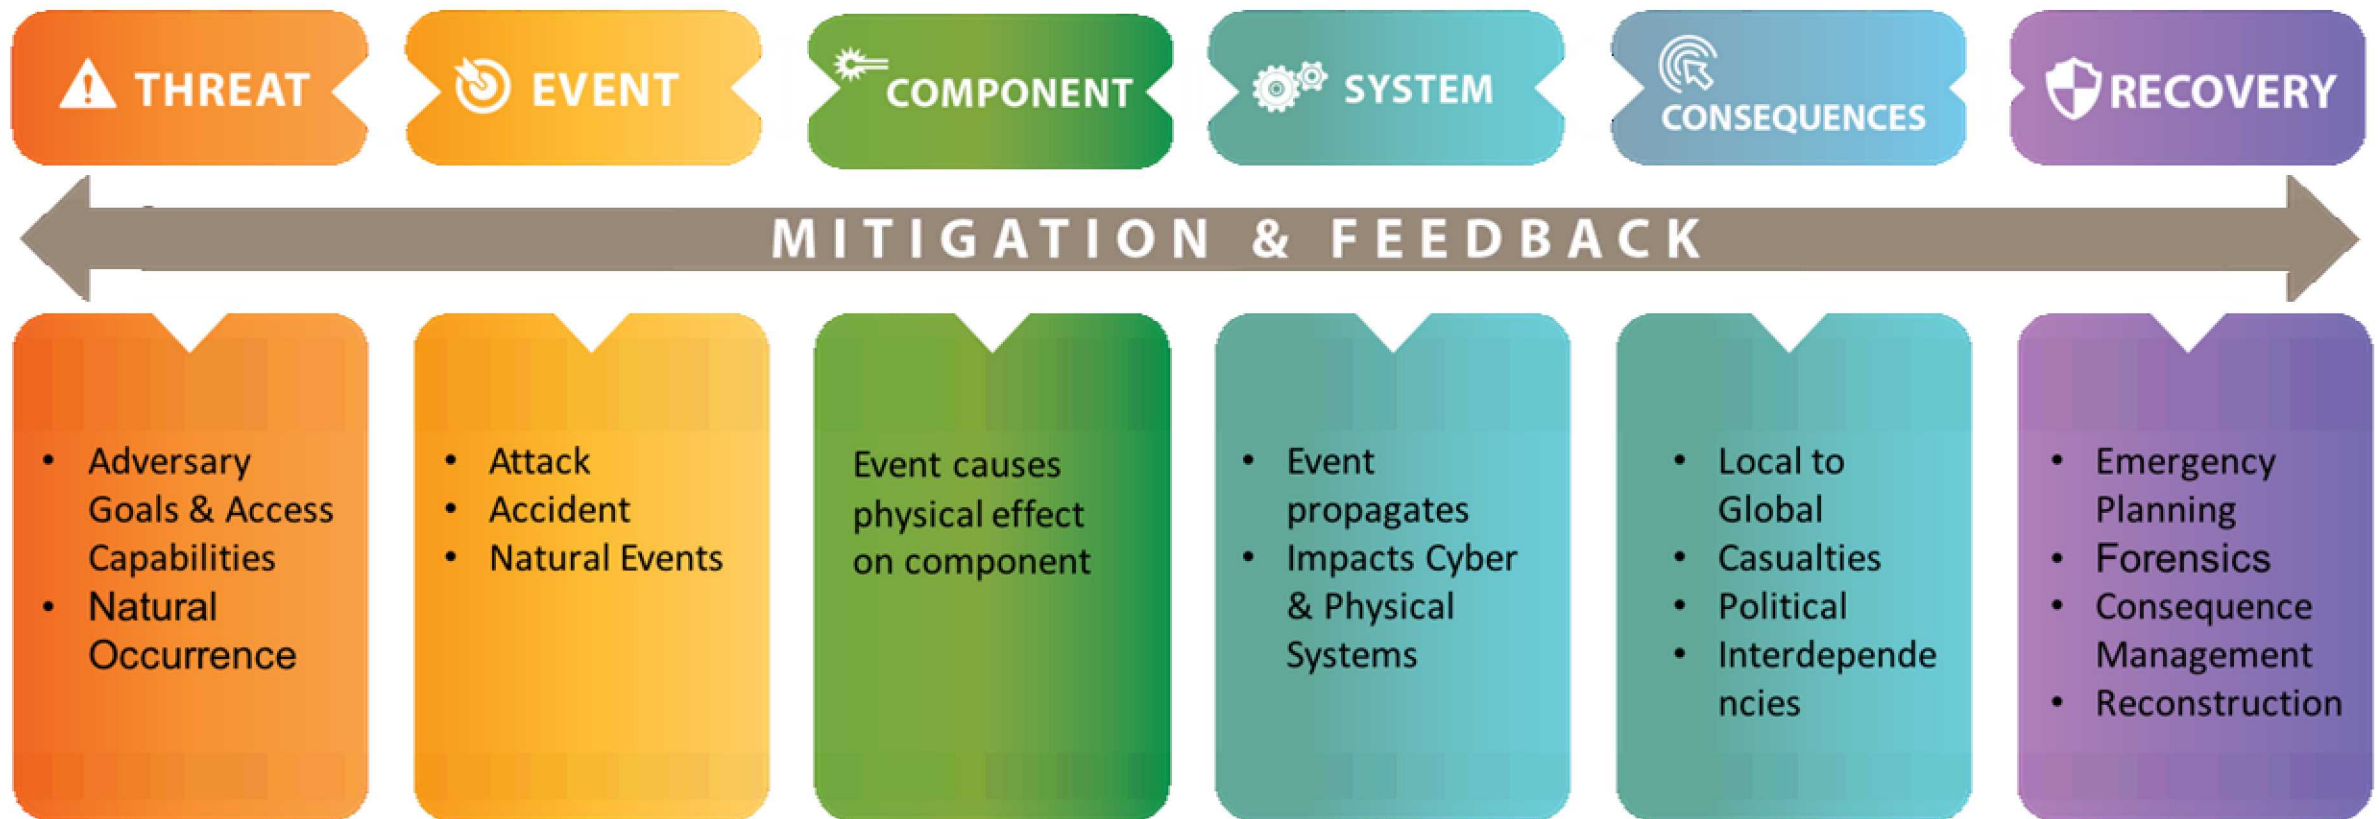 THREAT
EVENT
COMPONENT
SYSTEM
CONSEQUENCES
RECOVERY
MITIGATION & FEEDBACK
• Adversary
Goals & Access
Capabilities
• Natural
Occurrence
• Attack
• Accident
• Natural Events
Event causes
physical effect
on component
• Event
propagates
• Impacts Cyber
& Physical
Systems
• Local to
Global
• Casualties
• Political
• Interdepende
ncies
• Emergency
Planning
• Forensics
• Consequence
Management
• Reconstruction